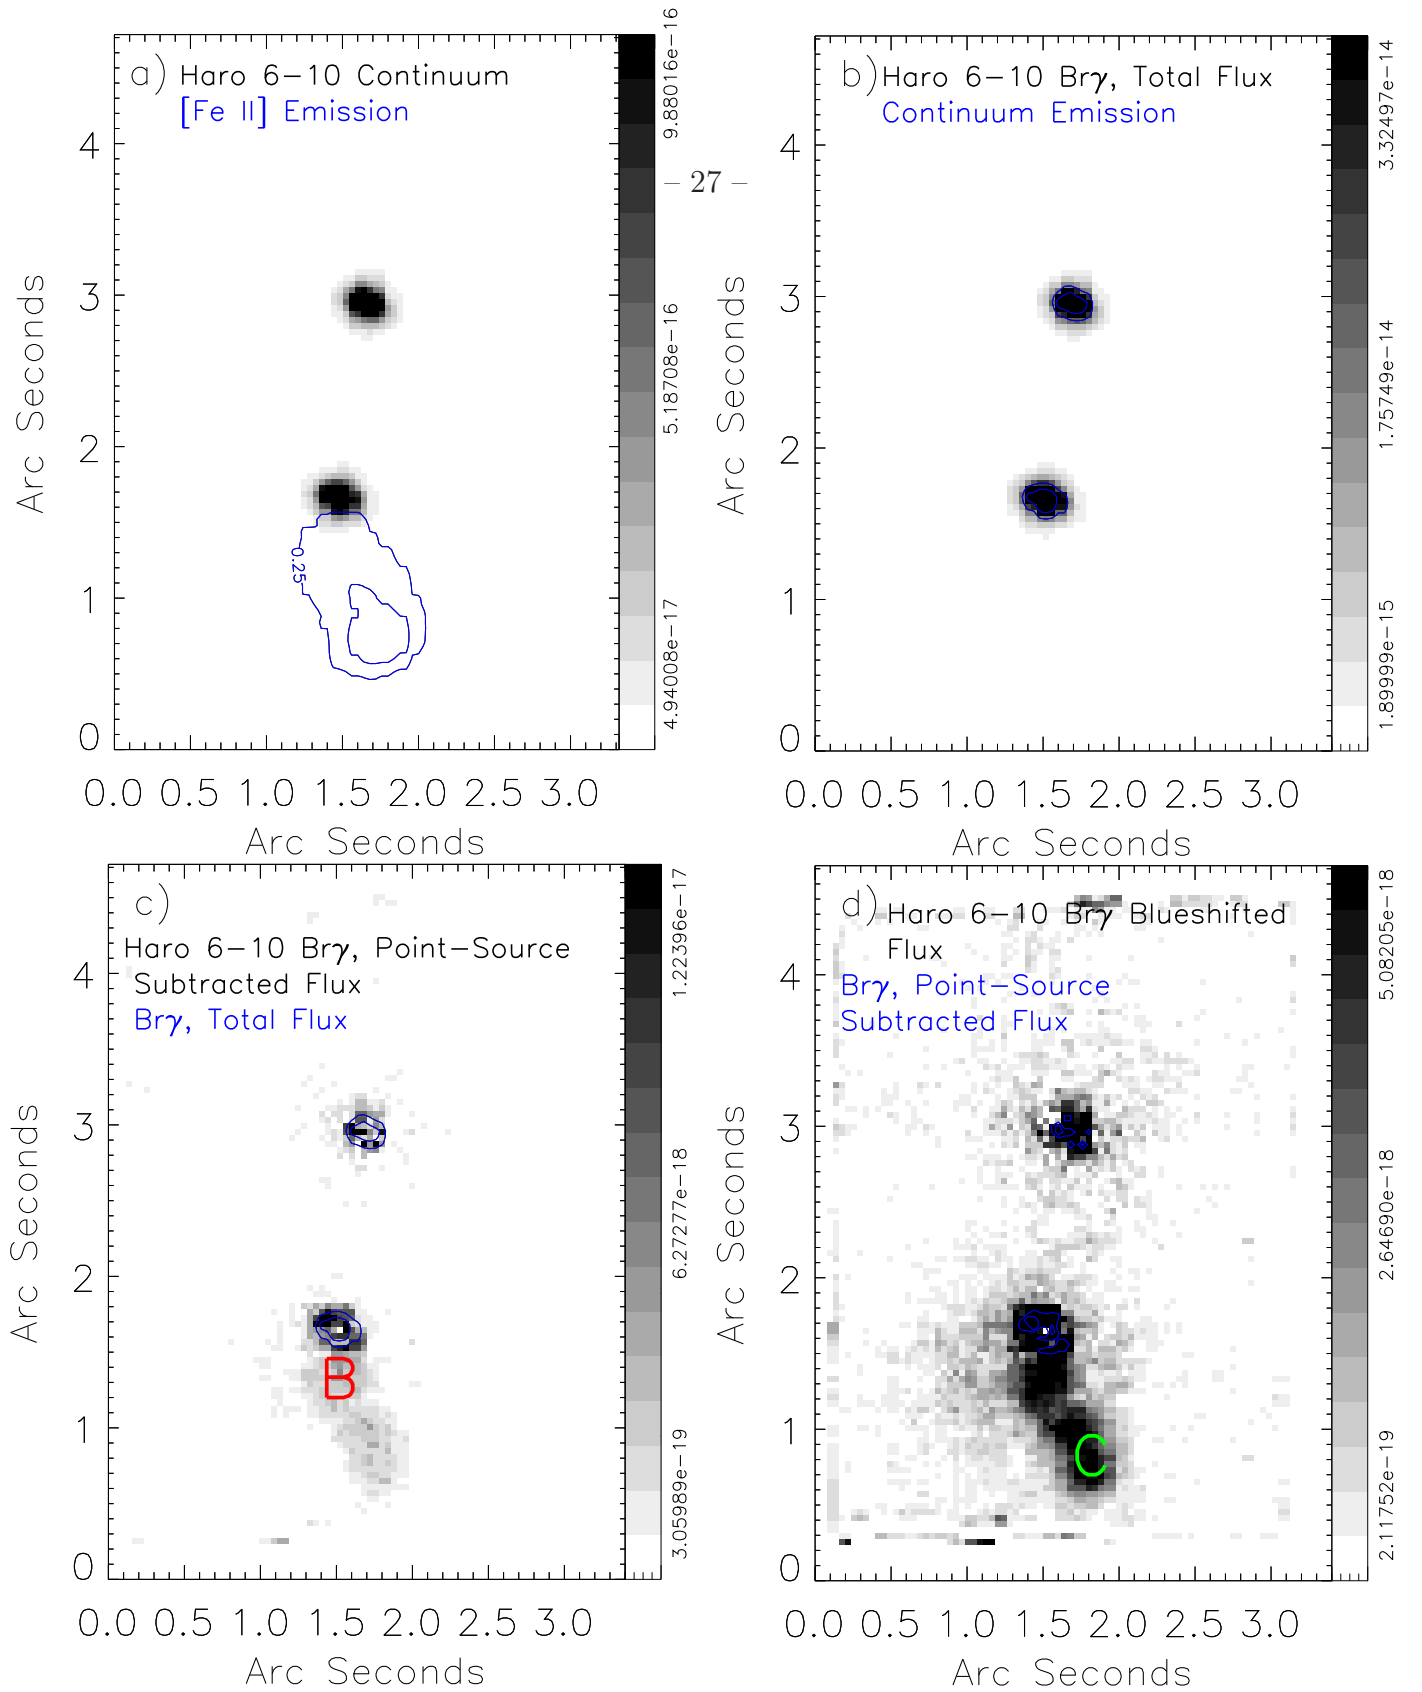 a) Haro 6-10 Continuum
[Fe II] Emission
4
3
2
1
0
Arc Seconds
0.25
0.0 0.5 1.0 1.5 2.0 2.5 3.0
Arc Seconds
9.88016e-16
5.18708e-16
4.94008e-17
– 27 –
b) Haro 6-10 Brγ, Total Flux
Continuum Emission
4
3
2
1
0
Arc Seconds
0.0 0.5 1.0 1.5 2.0 2.5 3.0
Arc Seconds
3.32497e-14
1.75749e-14
1.89999e-15
c)
Haro 6-10 Brγ, Point-Source
Subtracted Flux
Brγ, Total Flux
4
3
2
1
0
Arc Seconds
B
0.0 0.5 1.0 1.5 2.0 2.5 3.0
Arc Seconds
1.22396e-17
6.27277e-18
3.05989e-19
d) Haro 6-10 Brγ Blueshifted
Flux
Brγ, Point-Source
Subtracted Flux
4
3
2
1
0
Arc Seconds
C
0.0 0.5 1.0 1.5 2.0 2.5 3.0
Arc Seconds
5.08205e-18
2.64690e-18
2.11752e-19